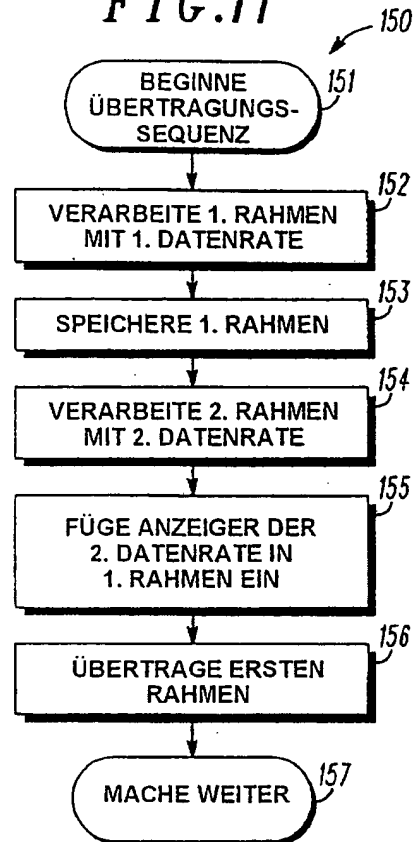 FIG.11
150
BEGINNE
ÜBERTRAGUNGS-
SEQUENZ
151
152
VERARBEITE 1. RAHMEN
MIT 1. DATENRATE
153
SPEICHERE 1. RAHMEN
154
VERARBEITE 2. RAHMEN
MIT 2. DATENRATE
155
FÜGE ANZEIGER DER
2. DATENRATE IN
1. RAHMEN EIN
156
ÜBERTRAGE ERSTEN
RAHMEN
MACHE WEITER
157